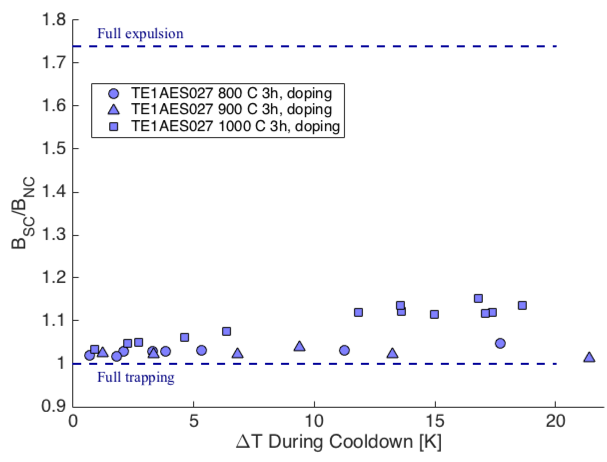 1.8
Full expulsion
1.7
TE1AES027 800 C 3h, doping
1.6
TE1AES027 900 C 3h, doping
TE1AES027 1000 C 3h, doping
1.5
1.4
B_SC/B_NC
1.3
1.2
1.1
1
Full trapping
0.9
0 5 10 15 20
ΔT During Cooldown [K]